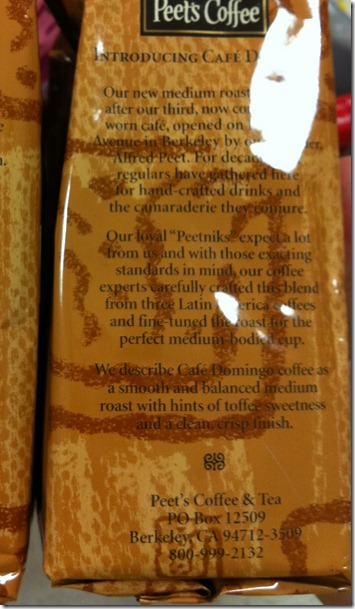 Peet's Coffee
INTRODUCING CAFÉ
Our new medium roast
after our third, now
worn café, opened on
Avenue in Berkeley by
Alfred Peet. For
regulars have gathered here
for hand-crafted drinks and
the camaraderie they conjure.
Our loyal "Peetniks" expect a lot
from us and with those exacting
standards in mind, our coffee
experts carefully crafted this blend
from three Latin America coffees
and fine-tuned the roast for the
perfect medium-bodied cup.
We describe Café Domingo coffee as
a smooth and balanced medium
roast with hints of toffee sweetness
and a clean, crisp finish.
Peet's Coffee & Tea
PO Box 12509
Berkeley, CA 94712-3509
800-999-2132